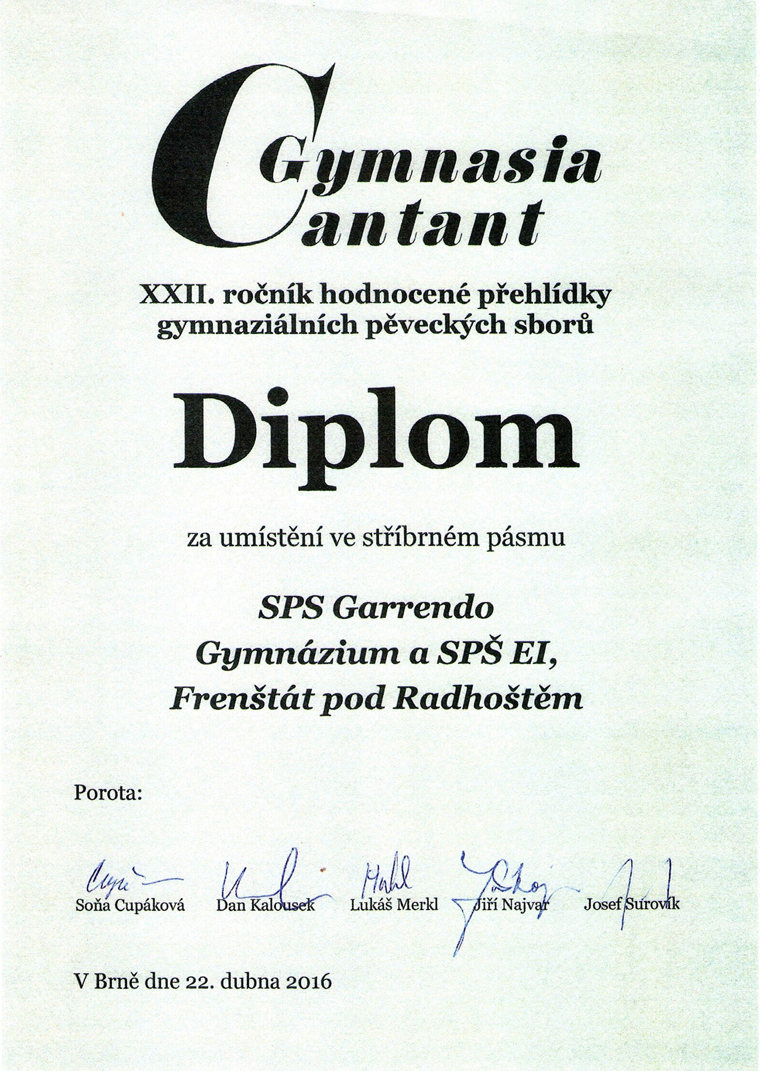 Gymnasia
Cantant
XXII. ročník hodnocené přehlídky
gymnaziálních pěveckých sborů
Diplom
za umístění ve stříbrném pásmu
SPS Garrendo
Gymnázium a SPŠ EI,
Frenštát pod Radhoštěm
Porota:
Soňa Cupáková Dan Kalousek Lukáš Merkl Jiří Najvar Josef Surovík
V Brně dne 22. dubna 2016